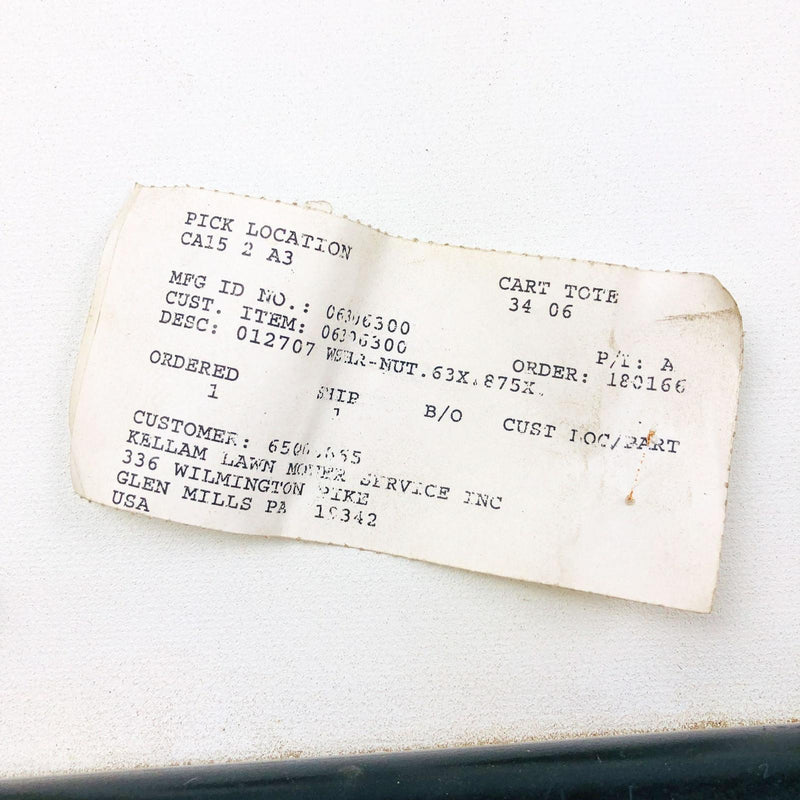 PICK LOCATION
CA15 2 A3
CART TOTE
34 06
MFG ID NO.: 06306300
CUST. ITEM: 06306300
P/I: A
DESC: 012707 WSHR-NUT.63X.875X.
ORDER: 180166
ORDERED SHIP B/O CUST LOC/PART
1 1
CUSTOMER:
KELLAM LAWN MOWER SERVICE INC
336 WILMINGTON PIKE
GLEN MILLS PA 19342
USA